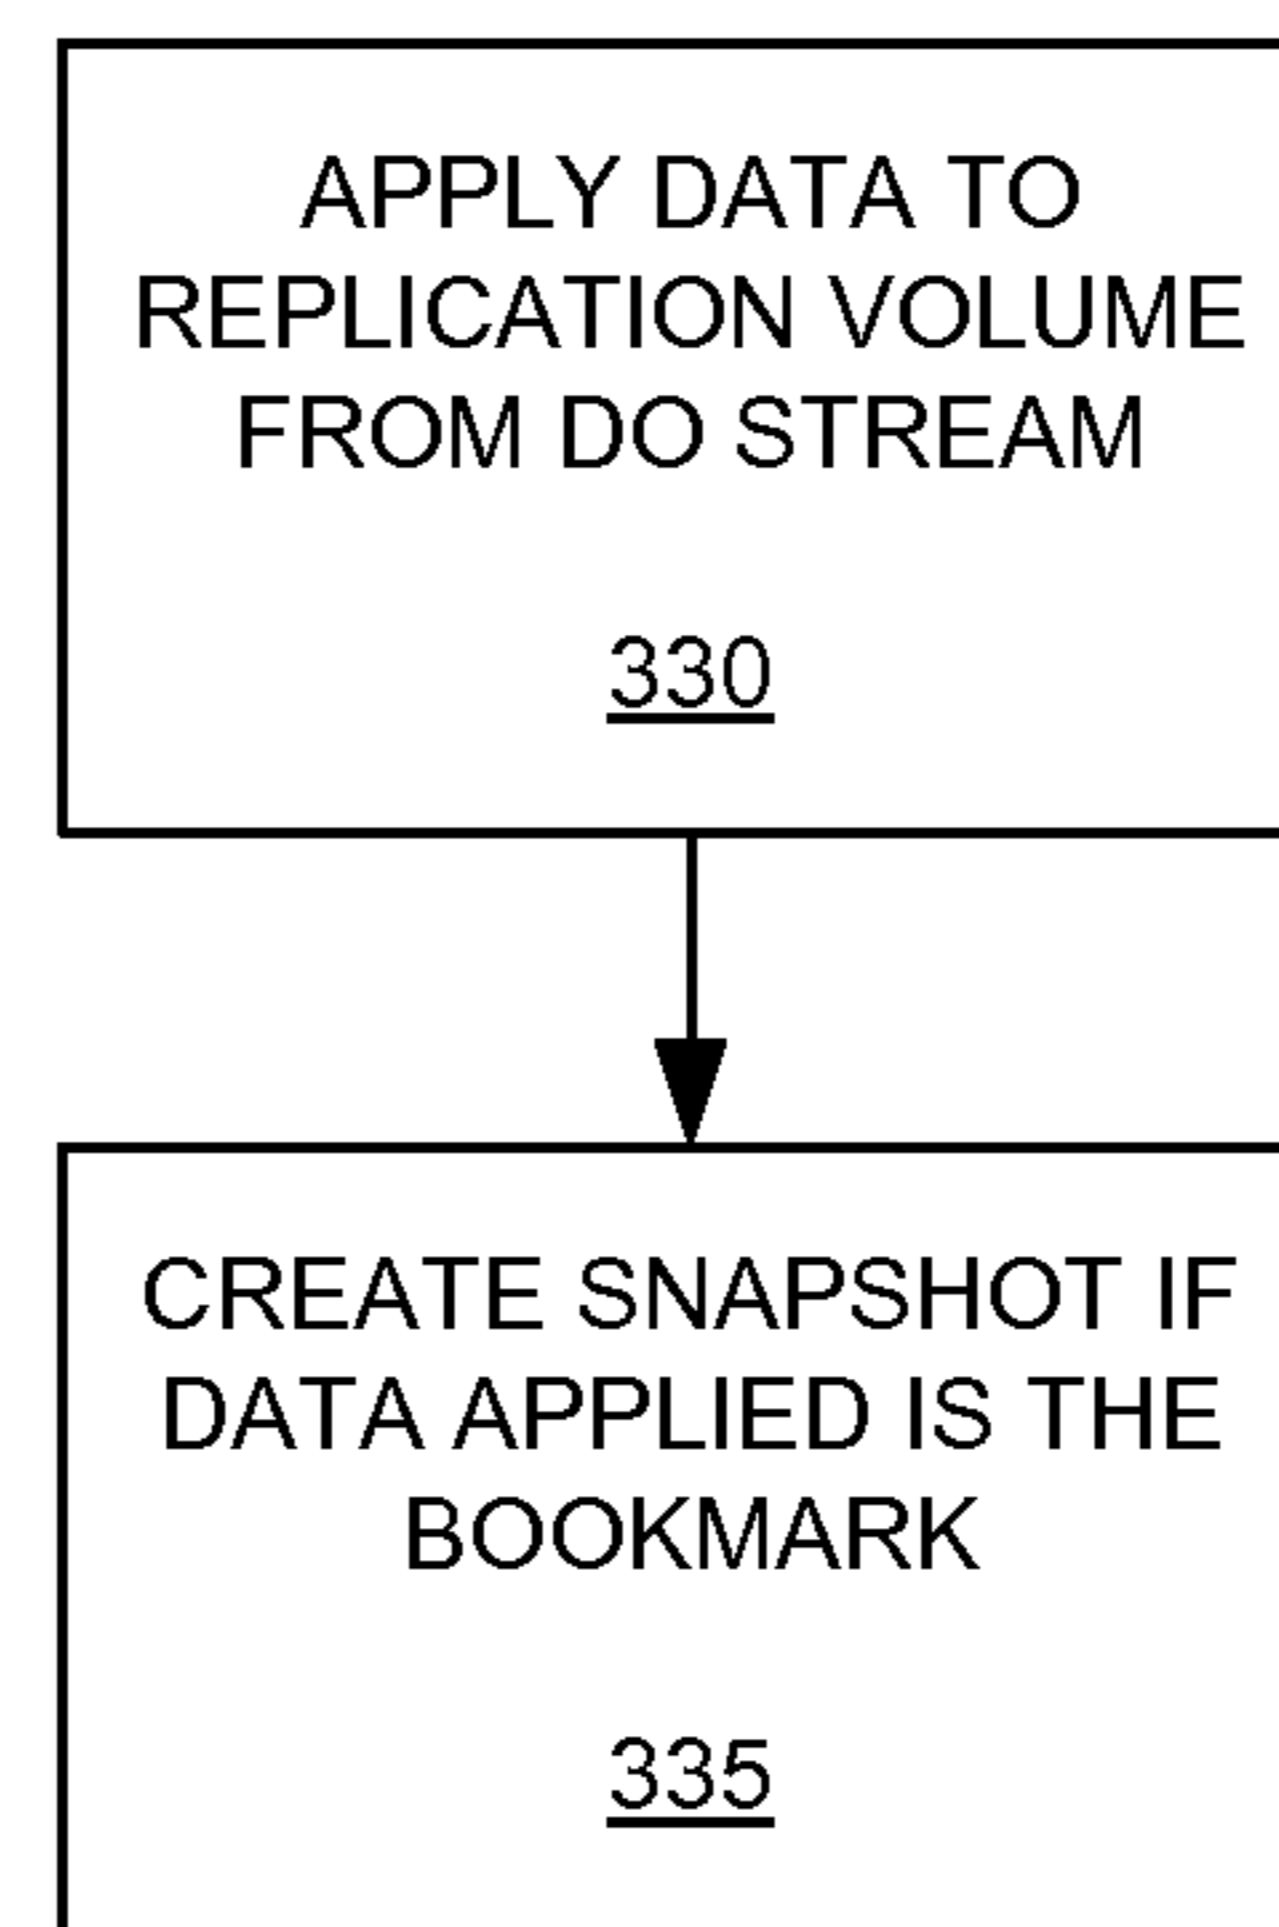 APPLY DATA TO
REPLICATION VOLUME
FROM DO STREAM
330
CREATE SNAPSHOT IF
DATA APPLIED IS THE
BOOKMARK
335